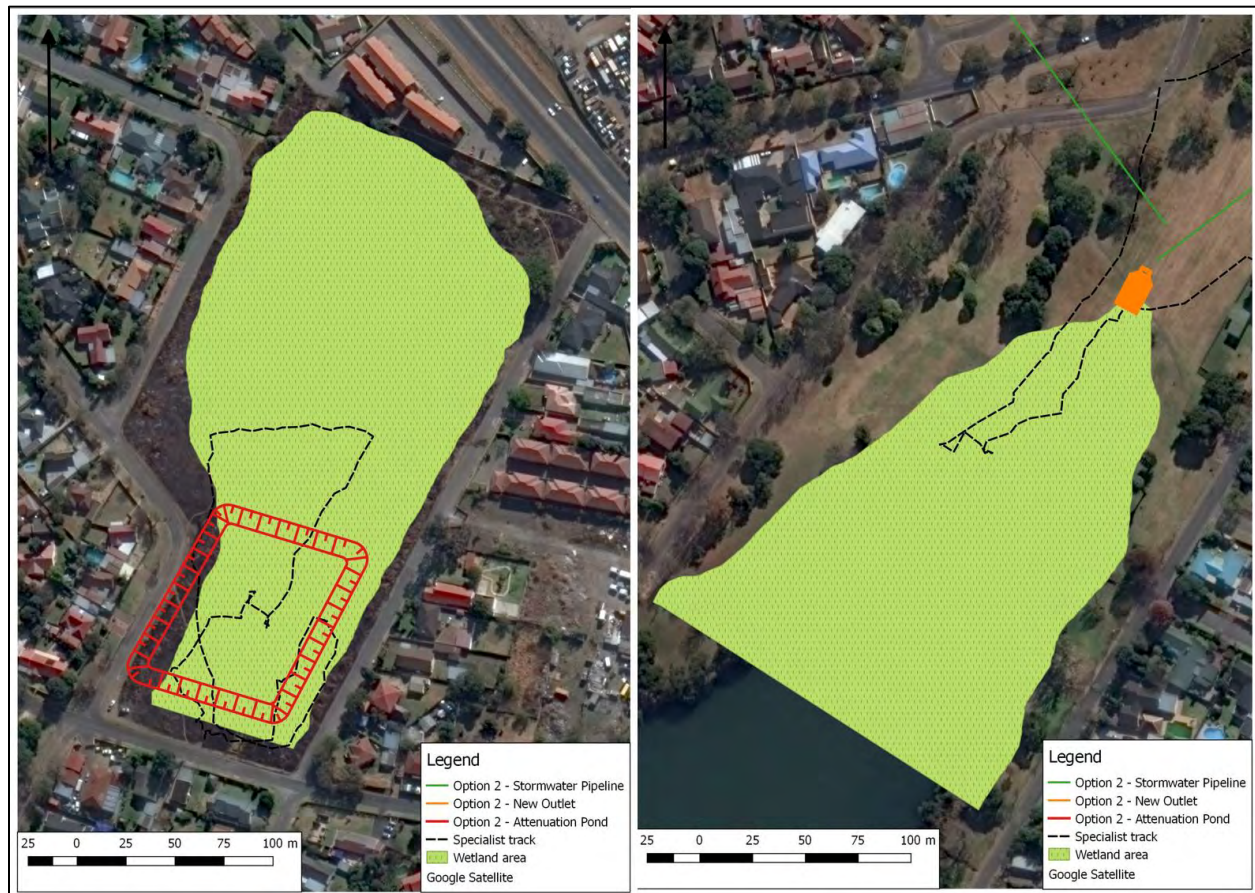 Legend
Option 2 - Stormwater Pipeline
Option 2 - New Outlet
Option 2 - Attenuation Pond
Specialist track
Wetland area
Google Satellite
25 0 25 50 75 100 m
Legend
Option 2 - Stormwater Pipeline
Option 2 - New Outlet
Option 2 - Attenuation Pond
Specialist track
Wetland area
Google Satellite
25 0 25 50 75 100 m